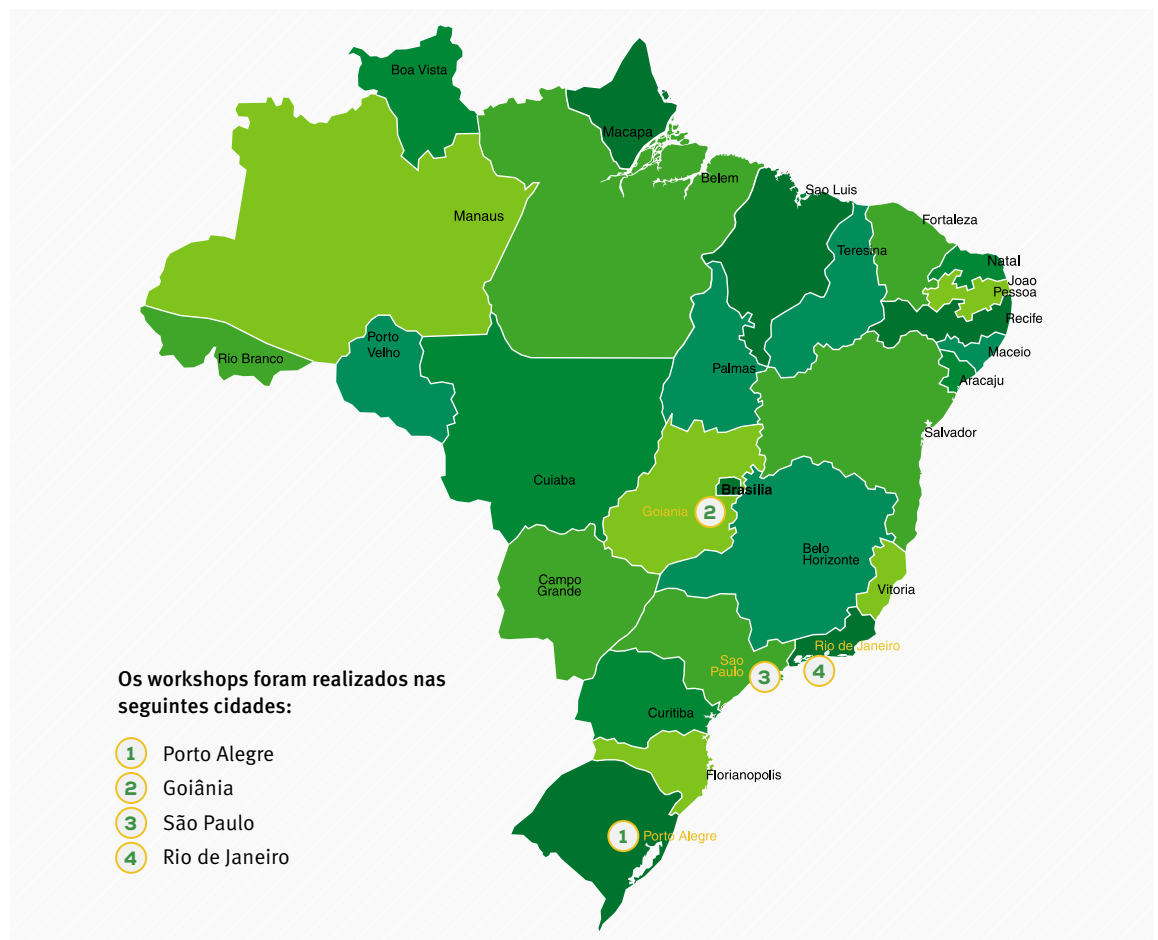 Boa Vista
Macapa
Belem
Sao Luis
Manaus
Fortaleza
Teresina
Natal
Joao
Pessoa
Recife
Porto
Velho
Rio Branco
Maceio
Palmas
Aracaju
Salvador
Cuiaba
Brasilia
Goiania
2
Belo
Horizonte
Campo
Grande
Vitoria
Rio de Janeiro
Sao
Paulo
3
4
Curitiba
Florianopolis
1
Porto Alegre
Os workshops foram realizados nas
seguintes cidades:
1 Porto Alegre
2 Goiânia
3 São Paulo
4 Rio de Janeiro